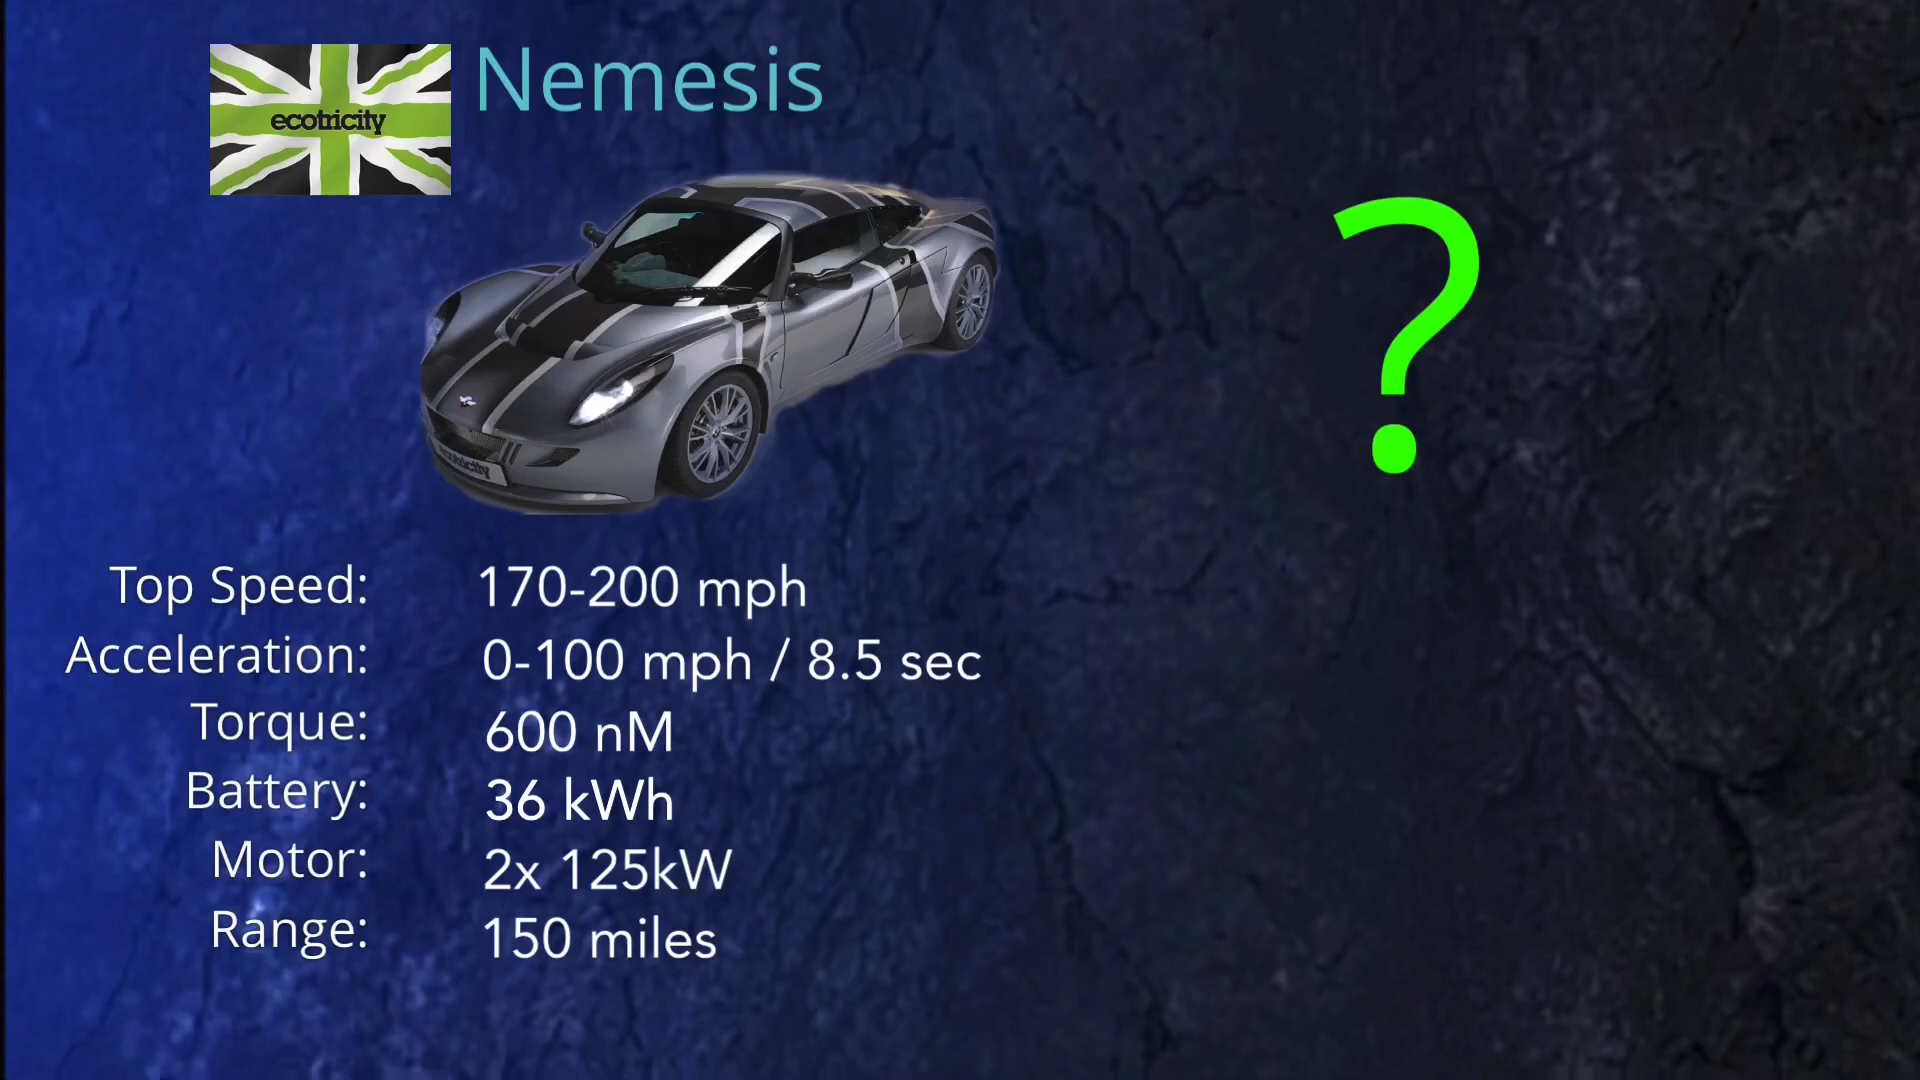 ecotricity
Nemesis
?
ecotricity
Top Speed: 170-200 mph
Acceleration: 0-100 mph / 8.5 sec
Torque: 600 nM
Battery: 36 kWh
Motor: 2x 125kW
Range: 150 miles